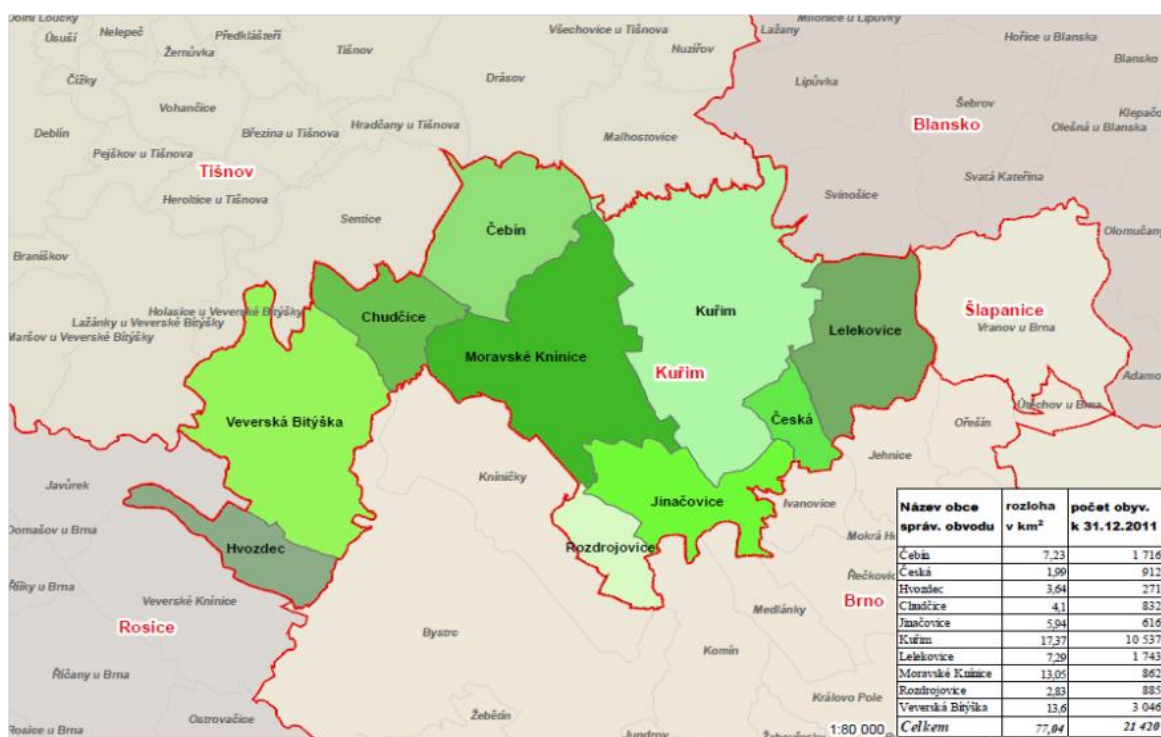 Dolní Loučky
Úsuší
Nelepeč
Předklášteří
Žernůvka
Tišnov
Všechovice u Tišnova
Nuzířov
Lažany
Milonice u Lipůvky
Hořice u Blanska
Blansko
Čížky
Drásov
Lipůvka
Vohančice
Šebrov
Klepačo
Deblín
Březina u Tišnova
Hradčany u Tišnova
Malhostovice
Blansko
Olešná u Blanska
Pejškov u Tišnova
Tišnov
Svatá Kateřina
Heroltice u Tišnova
Svinošice
Sentice
Čebín
Olomučany
Braníškov
Holasice u Veverské Bítýšky
Lažánky u Veverské Bítýšky
Maršov u Veverské Bítýšky
Chudčice
Kuřim
Lelekovice
Šlapanice
Vranov u Brna
Moravské Knínice
Kuřim
Adamo
Útěchov u Brna
Veverská Bítýška
Česká
Ořešín
Jehnice
Kníničky
Javůrek
Jinačovice
Ivanovice
Domašov u Brna
Hvozdec
Rozdrojovice
Mokrá Ho
Řečkovic
Říčky u Brna
Veverské Knínice
Medlánky
Brno
Rosice
Bystrc
Komín
Říčany u Brna
Královo Pole
Ostrovačice
Žebětín
Rosice u Brna
Jundrov
Žabovřesky
1:80 000
Název obce správ. obvodu rozloha v km² počet obyv. k 31.12.2011
Čebín 7,23 1 716
Česká 1,99 912
Hvozdec 3,64 271
Chudčice 4,1 832
Jinačovice 5,94 616
Kuřim 17,37 10 537
Lelekovice 7,29 1 743
Moravské Knínice 13,05 862
Rozdrojovice 2,83 885
Veverská Bítýška 13,6 3 046
Celkem 77,04 21 420